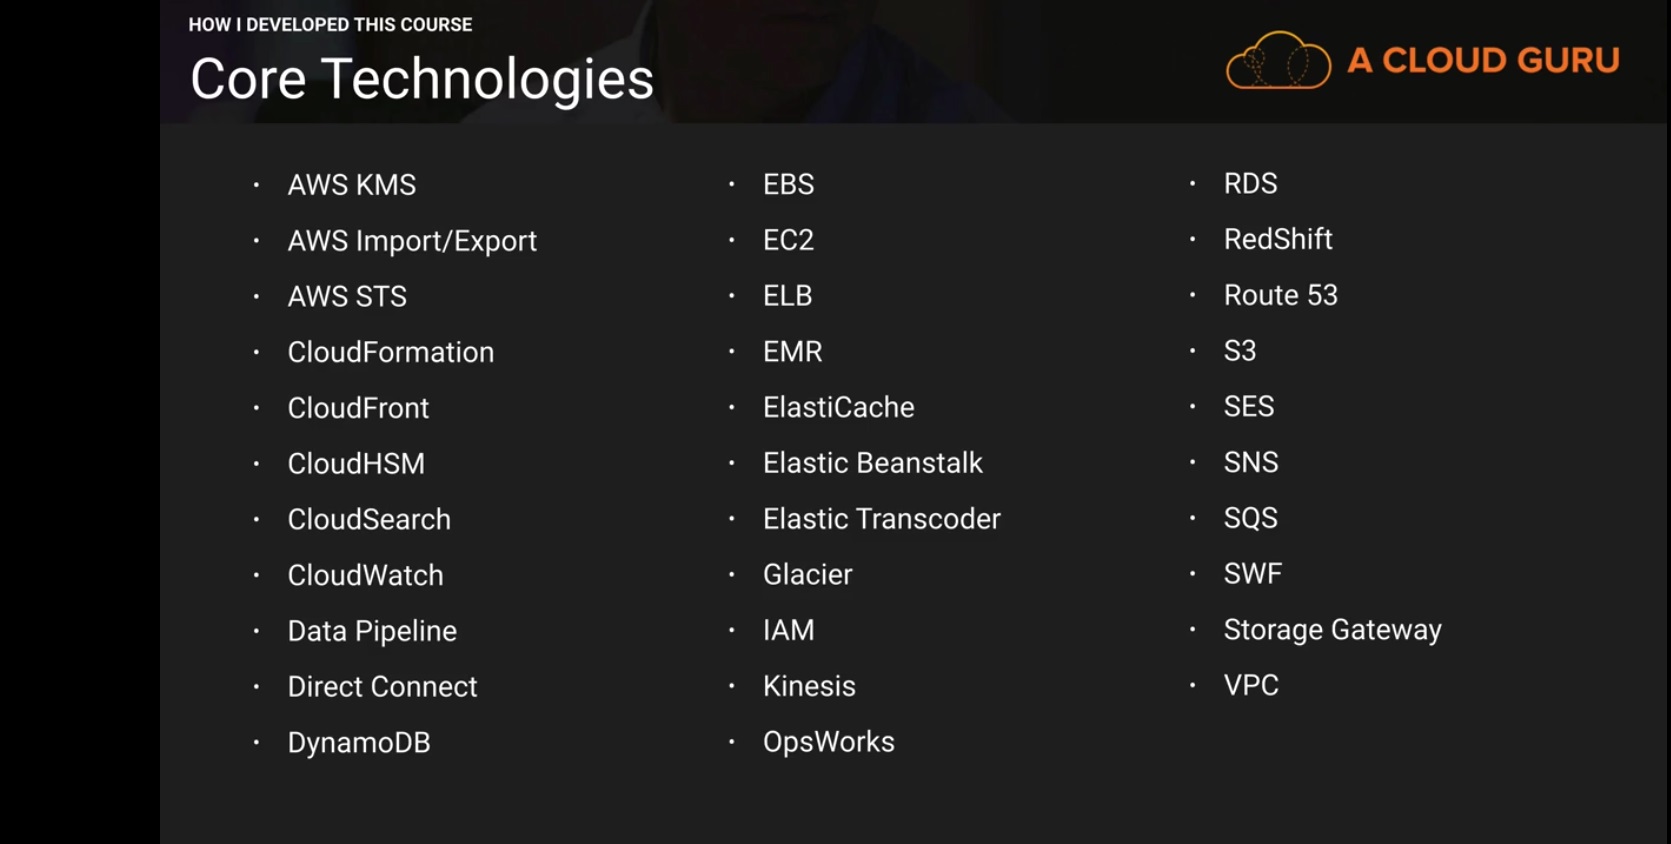 HOW I DEVELOPED THIS COURSE
Core Technologies
A CLOUD GURU
· AWS KMS
· AWS Import/Export
· AWS STS
· CloudFormation
· CloudFront
· CloudHSM
· CloudSearch
· CloudWatch
· Data Pipeline
· Direct Connect
· DynamoDB
· EBS
· EC2
· ELB
· EMR
· ElastiCache
· Elastic Beanstalk
· Elastic Transcoder
· Glacier
· IAM
· Kinesis
· OpsWorks
· RDS
· RedShift
· Route 53
· S3
· SES
· SNS
· SQS
· SWF
· Storage Gateway
· VPC